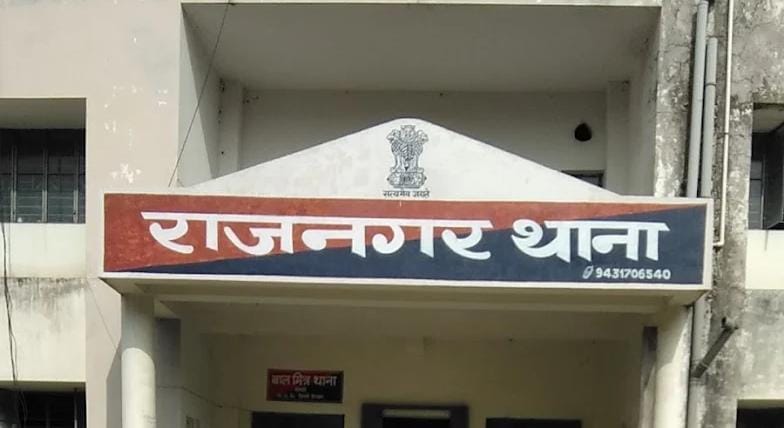 सत्यमेव जयते
राजनगर थाना
9431706540
बाल मित्र थाना